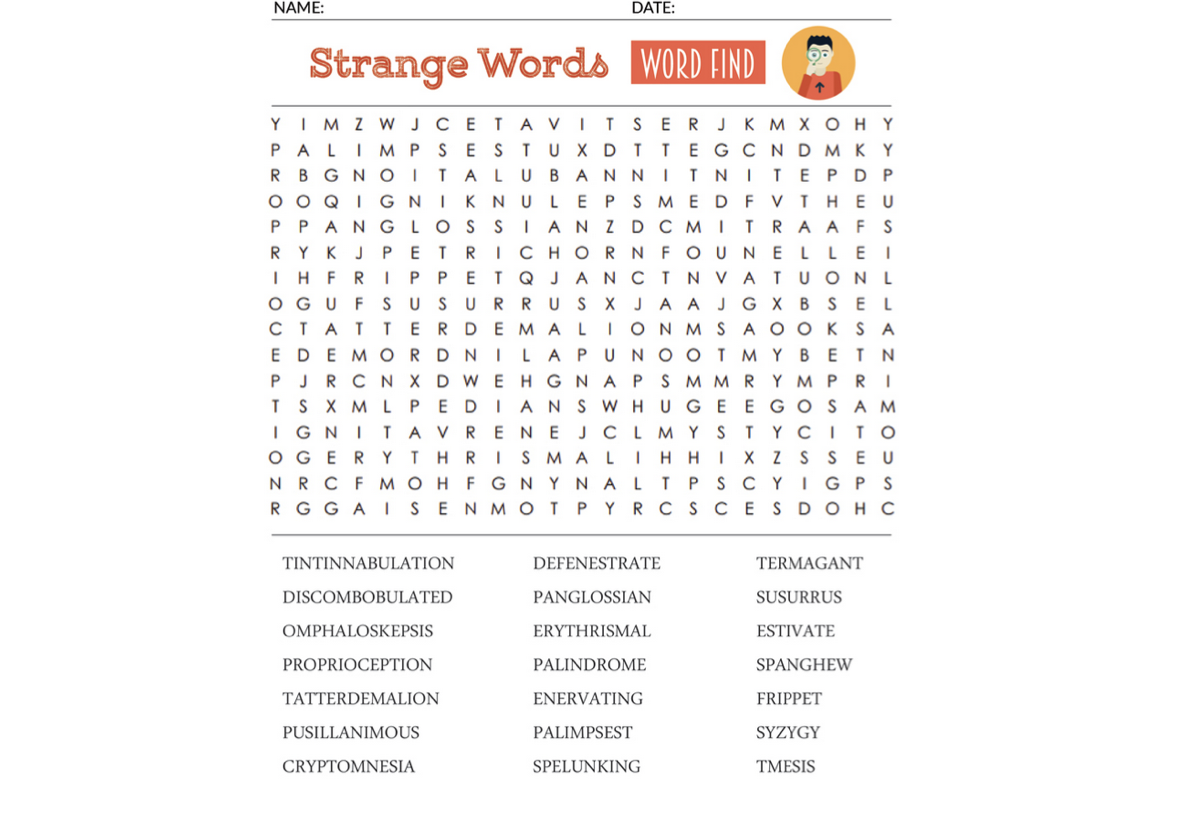 NAME: DATE:
Strange Words WORD FIND
Y I M Z W J C E T A V I T S E R J K M X O H Y
P A L I M P S E S T U X D T T E G C N D M K Y
R B G N O I T A L U B A N N I T N I T E P D P
O O Q I G N I K N U L E P S M E D F V T H E U
P P A N G L O S S I A N Z D C M I T R A A F S
R Y K J P E T R I C H O R N F O U N E L L E I
I H F R I P P E T Q J A N C T N V A T U O N L
O G U F S U S U R R U S X J A A J G X B S E L
C T A T T E R D E M A L I O N M S A O O K S A
E D E M O R D N I L A P U N O O T M Y B E T N
P J R C N X D W E H G N A P S M M R Y M P R I
T S X M L P E D I A N S W H U G E E G O S A M
I G N I T A V R E N E J C L M Y S T Y C I T O
O G E R Y T H R I S M A L I H H I X Z S S E U
N R C F M O H F G N Y N A L T P S C Y I G P S
R G G A I S E N M O T P Y R C S C E S D O H C
TINTINNABULATION DEFENESTRATE TERMAGANT
DISCOMBOBULATED PANGLOSSIAN SUSURRUS
OMPHALOSKEPSIS ERYTHRISMAL ESTIVATE
PROPRIOCEPTION PALINDROME SPANGHEW
TATTERDEMALION ENERVATING FRIPPET
PUSILLANIMOUS PALIMPSEST SYZYGY
CRYPTOMNESIA SPELUNKING TMESIS